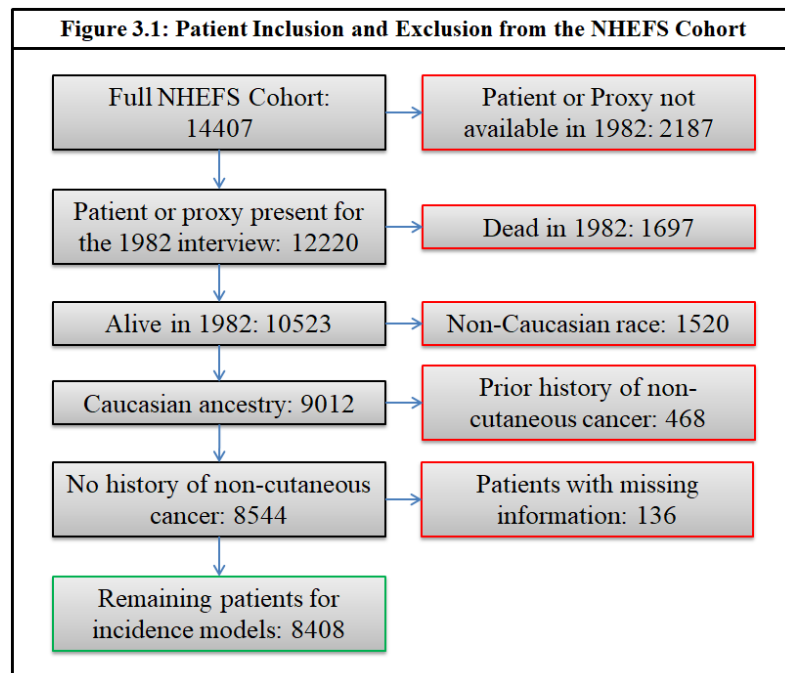 Figure 3.1: Patient Inclusion and Exclusion from the NHEFS Cohort
Full NHEFS Cohort:
14407
Patient or Proxy not
available in 1982: 2187
Patient or proxy present for
the 1982 interview: 12220
Dead in 1982: 1697
Alive in 1982: 10523
Non-Caucasian race: 1520
Caucasian ancestry: 9012
Prior history of non-
cutaneous cancer: 468
No history of non-cutaneous
cancer: 8544
Patients with missing
information: 136
Remaining patients for
incidence models: 8408